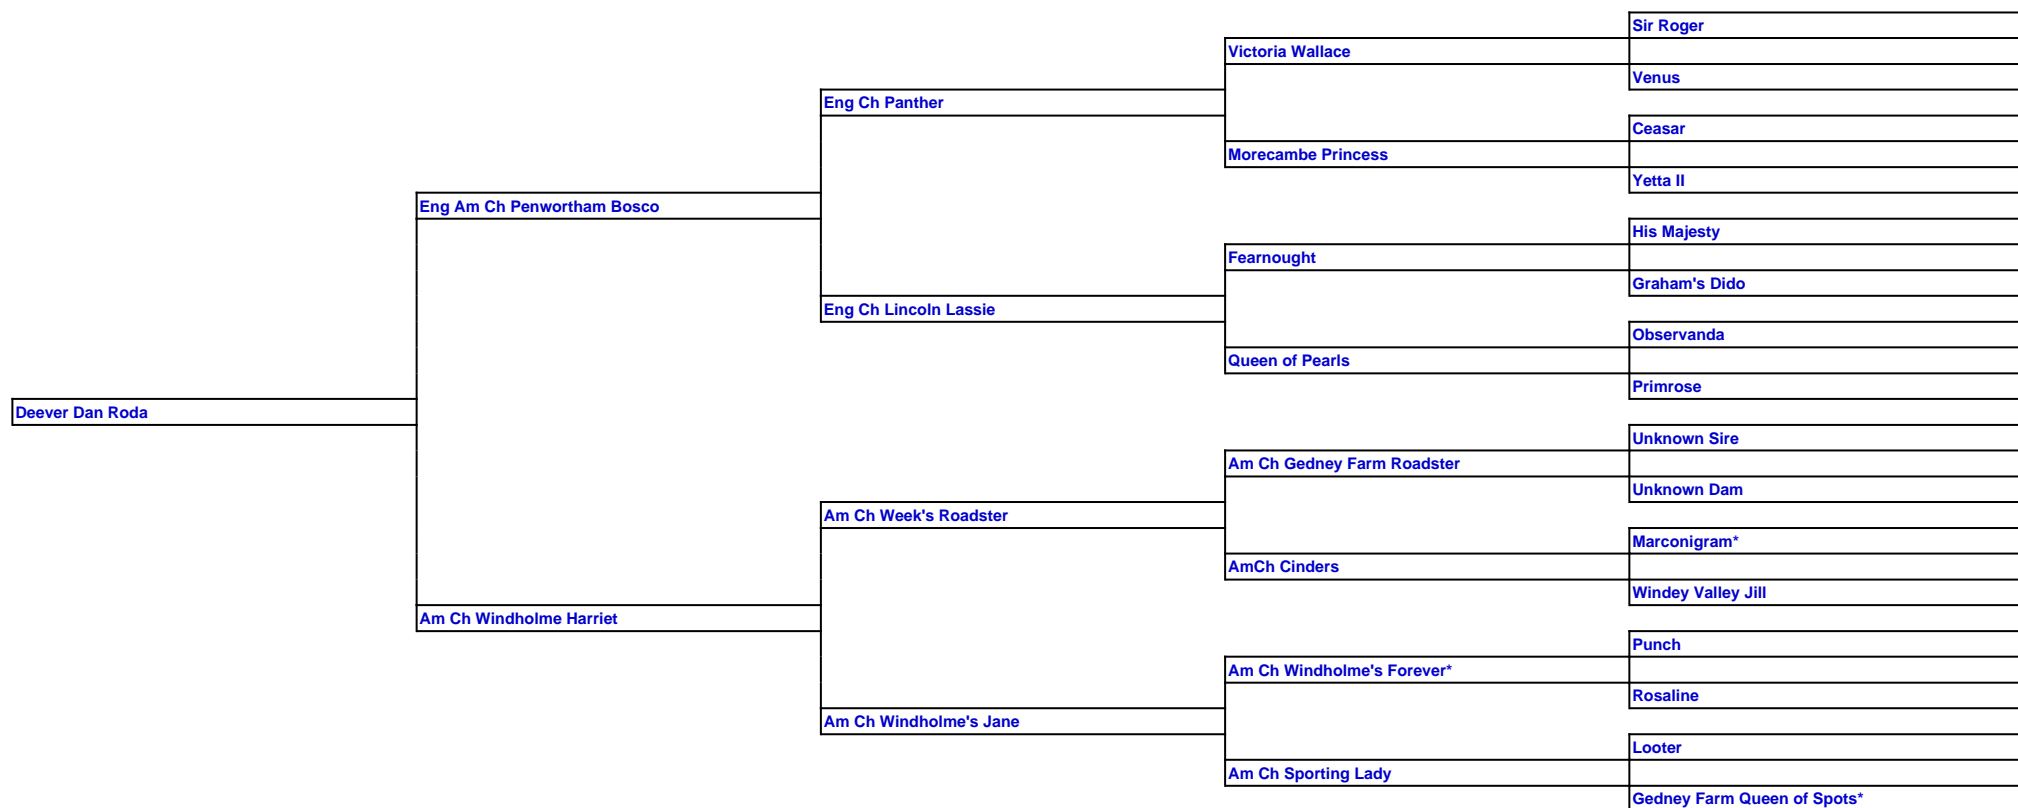 Sir Roger
Victoria Wallace
Venus
Eng Ch Panther
Ceasar
Morecambe Princess
Yetta II
Eng Am Ch Penwortham Bosco
His Majesty
Fearnought
Graham's Dido
Eng Ch Lincoln Lassie
Observanda
Queen of Pearls
Primrose
Deever Dan Roda
Unknown Sire
Am Ch Gedney Farm Roadster
Unknown Dam
Am Ch Week's Roadster
Marconigram*
AmCh Cinders
Windey Valley Jill
Am Ch Windholme Harriet
Punch
Am Ch Windholme's Forever*
Rosaline
Am Ch Windholme's Jane
Looter
Am Ch Sporting Lady
Gedney Farm Queen of Spots*